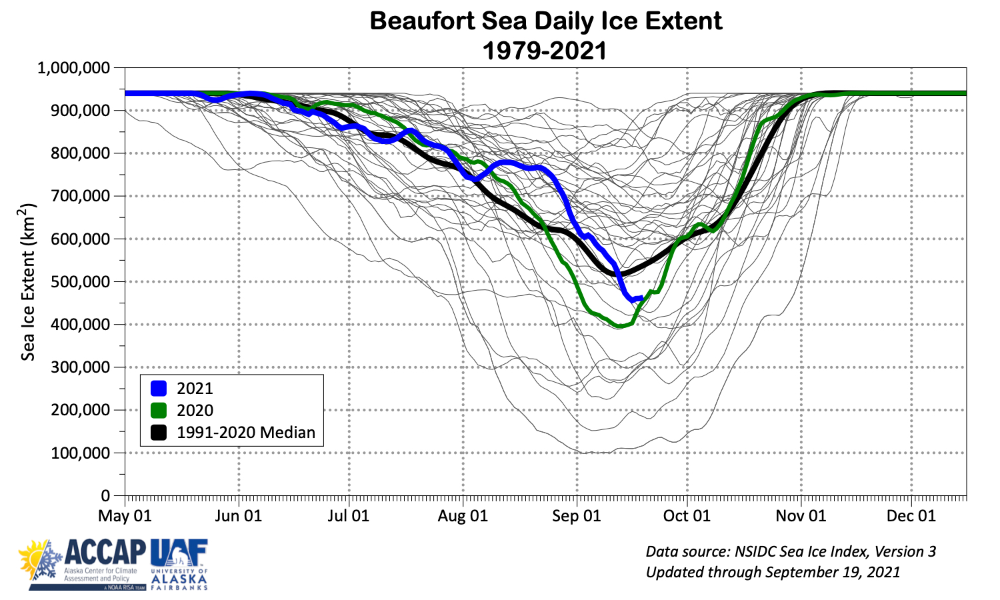 Beaufort Sea Daily Ice Extent
1979-2021
Sea Ice Extent (km²)
1,000,000
900,000
800,000
700,000
600,000
500,000
400,000
300,000
200,000
100,000
0
May 01 Jun 01 Jul 01 Aug 01 Sep 01 Oct 01 Nov 01 Dec 01
2021
2020
1991-2020 Median
ACCAP
Alaska Center for Climate
Assessment and Policy
A NOAA RISA TEAM
UAF
UNIVERSITY OF
ALASKA
FAIRBANKS
Data source: NSIDC Sea Ice Index, Version 3
Updated through September 19, 2021